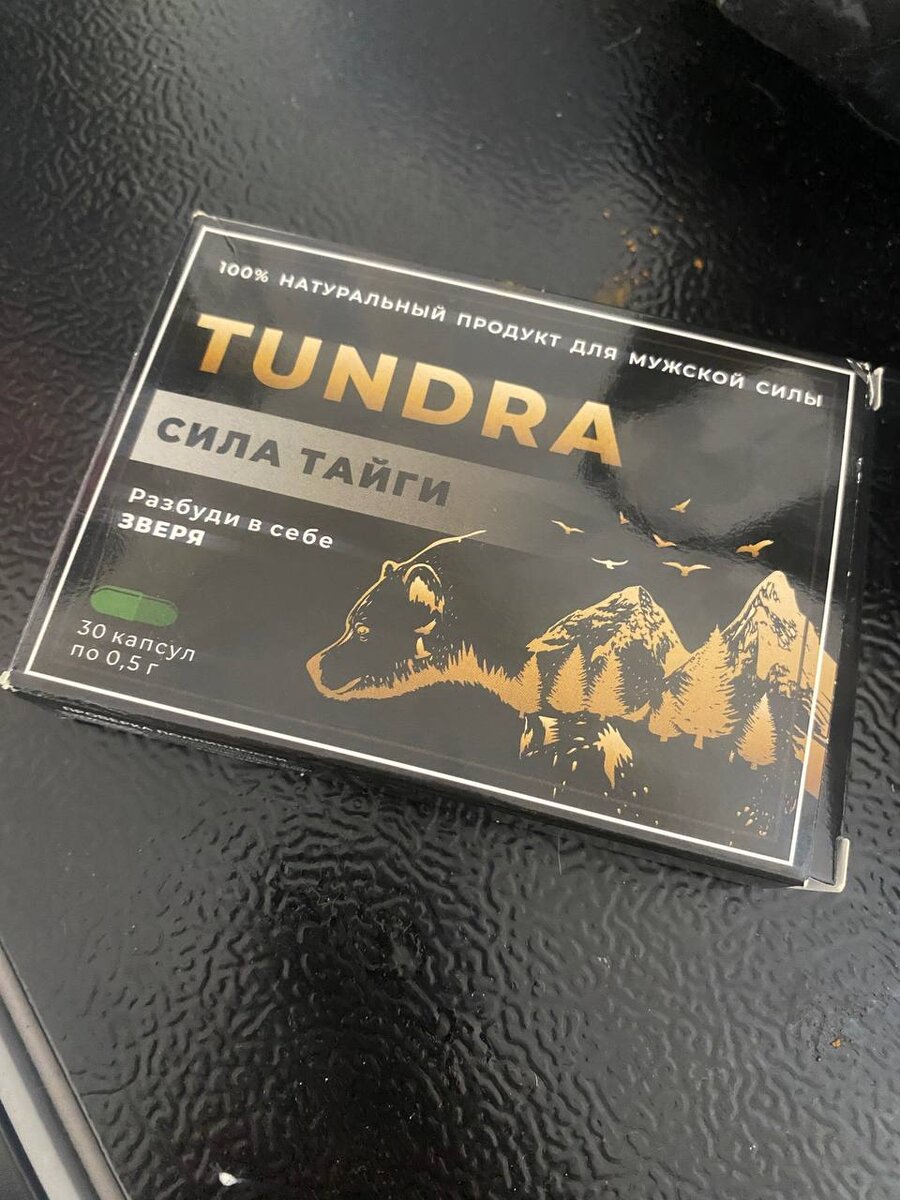 100% НАТУРАЛЬНЫЙ ПРОДУКТ ДЛЯ МУЖСКОЙ СИЛЫ
TUNDRA
СИЛА ТАЙГИ
Разбуди в себе
ЗВЕРЯ
30 капсул
по 0,5 г